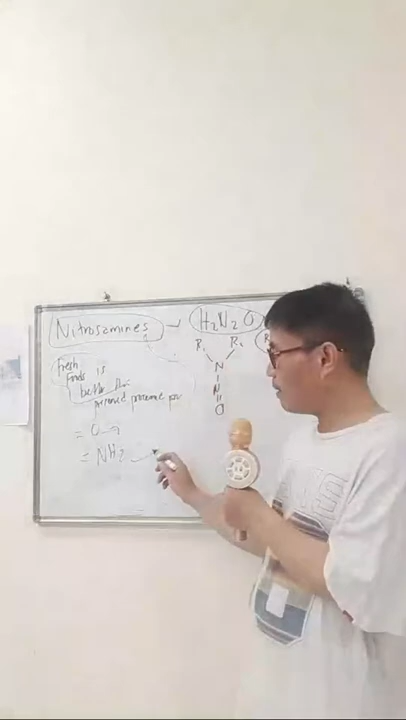 Nitrosamines - H₂N₂O
R₁ R₂
N
N
O
Fresh
foods is
better than
= O
= NH₂